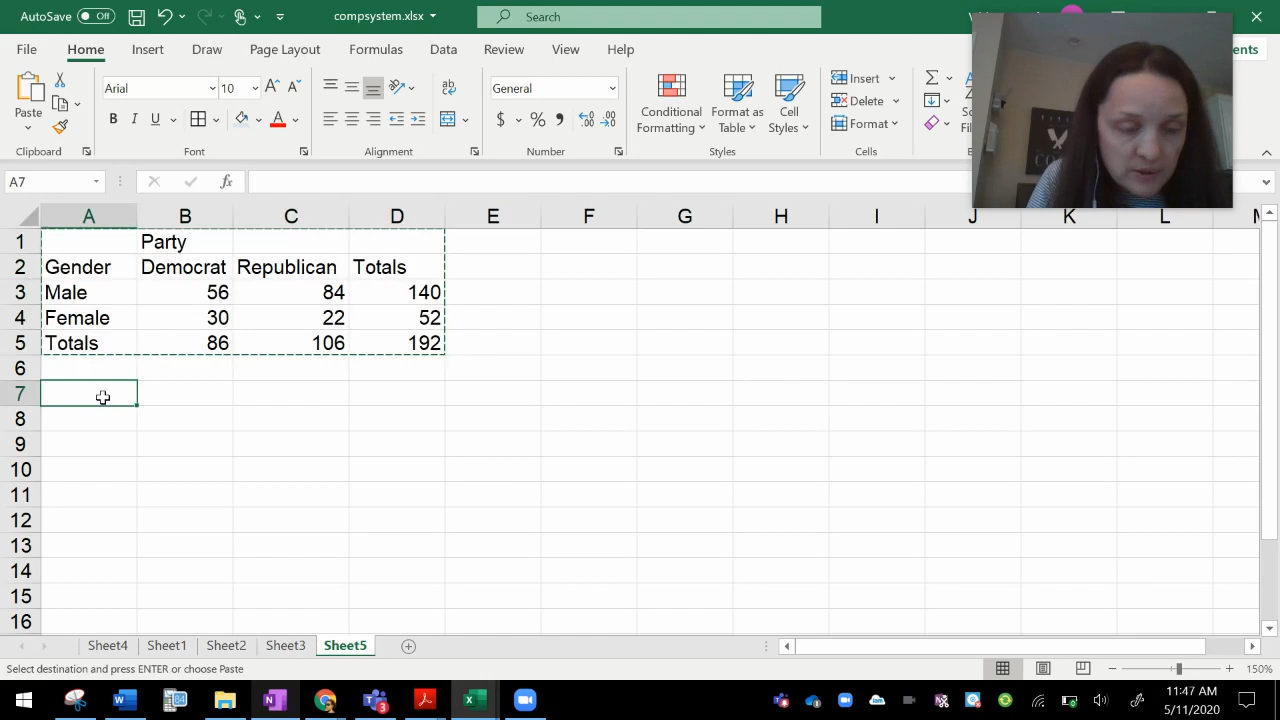 AutoSave Off compsystem.xlsx Search
File Home Insert Draw Page Layout Formulas Data Review View Help
Paste Arial 10 General Conditional Formatting Format as Table Cell Styles Insert Delete Format
Clipboard Font Alignment Number Styles Cells
A7 fx
A B C D E F G H I J K L
1 Party
2 Gender Democrat Republican Totals
3 Male 56 84 140
4 Female 30 22 52
5 Totals 86 106 192
6
7
8
9
10
11
12
13
14
15
16
Sheet4 Sheet1 Sheet2 Sheet3 Sheet5
Select destination and press ENTER or choose Paste 150%
11:47 AM
5/11/2020